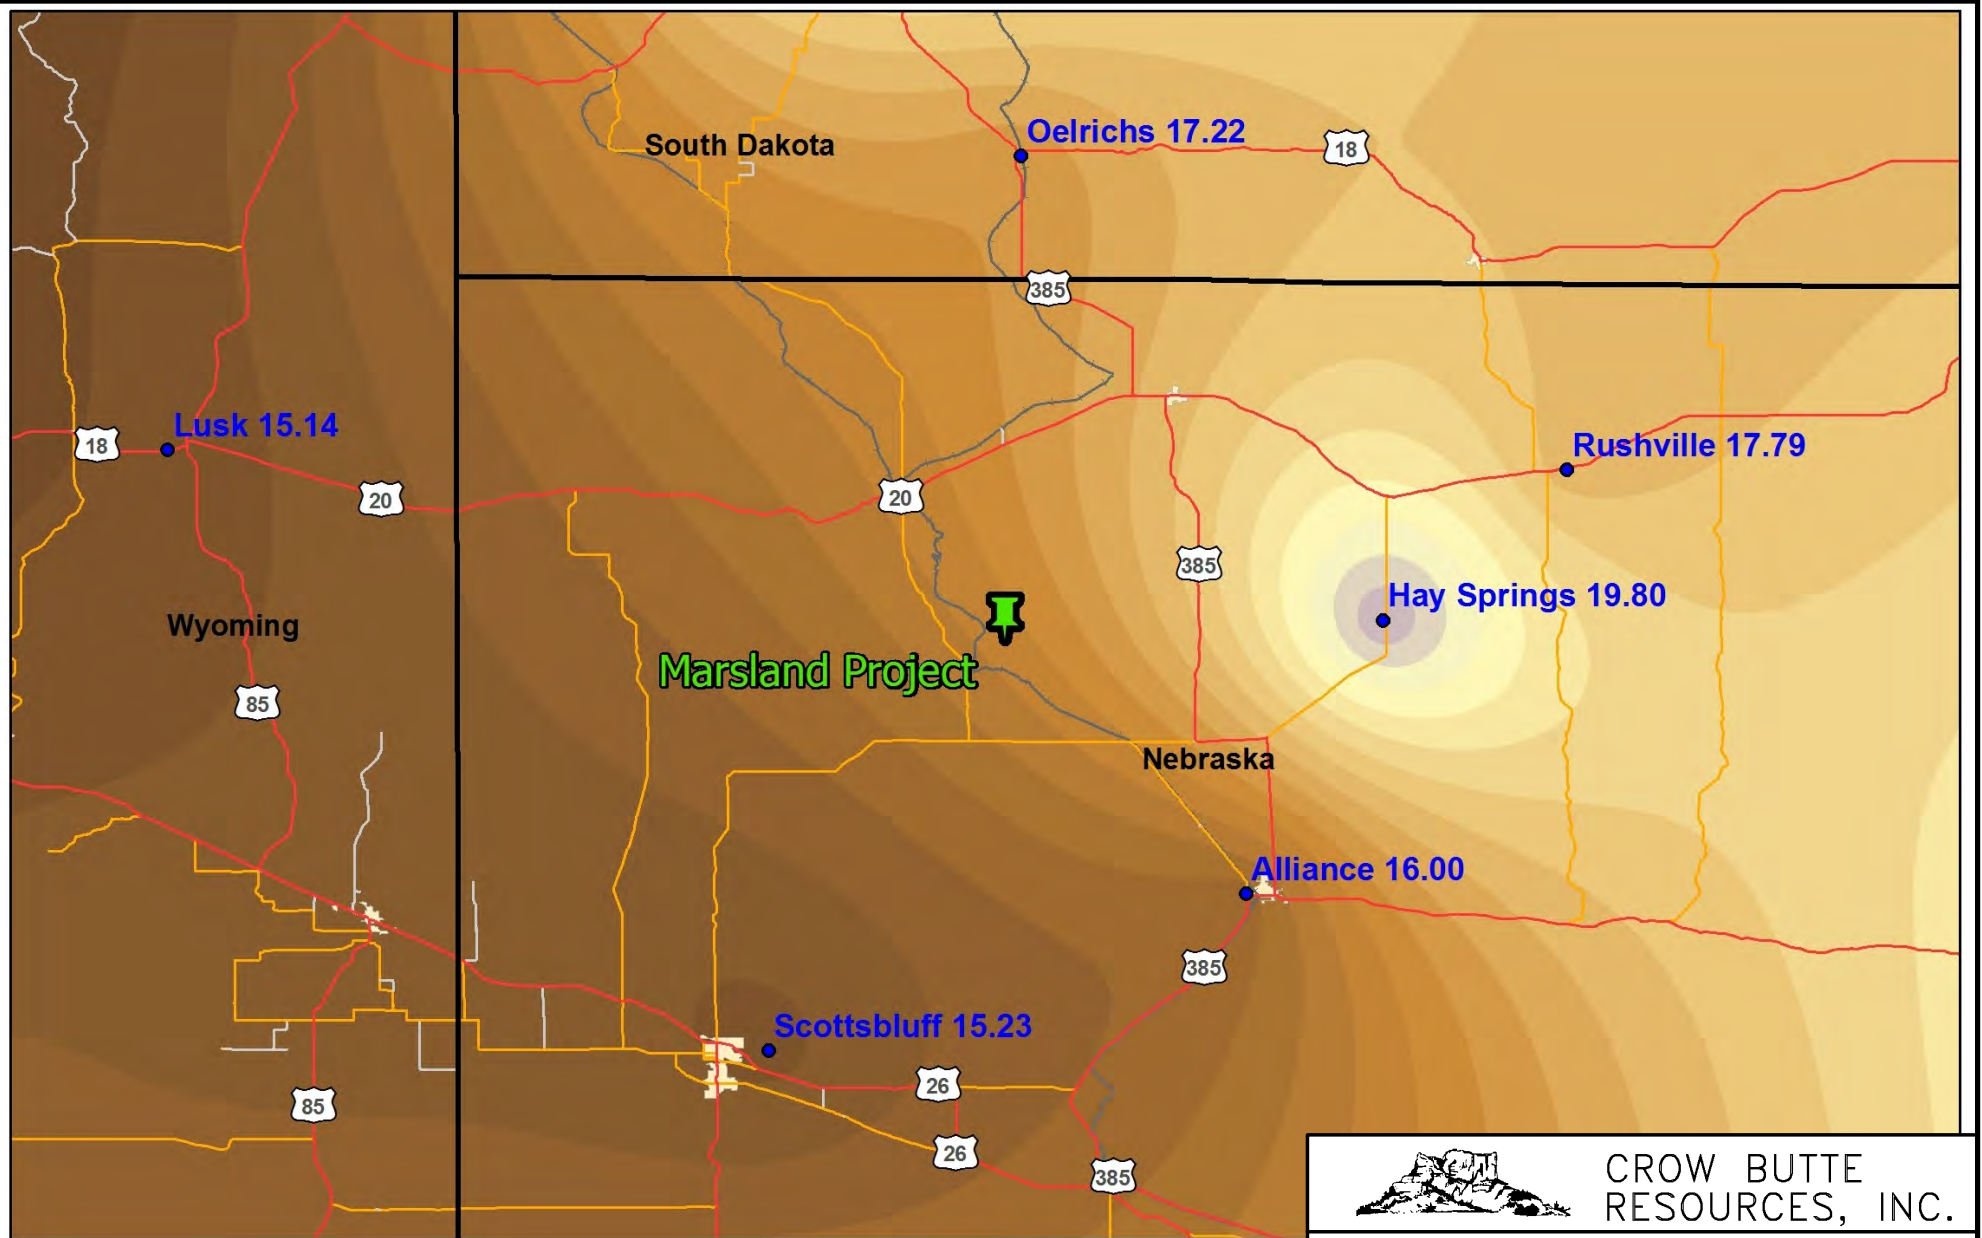 Oelrichs 17.22
South Dakota
18
385
Lusk 15.14
18
Rushville 17.79
20
20
385
Hay Springs 19.80
Wyoming
Marsland Project
85
Nebraska
Alliance 16.00
385
Scottsbluff 15.23
26
85
26
385
CROW BUTTE
RESOURCES, INC.